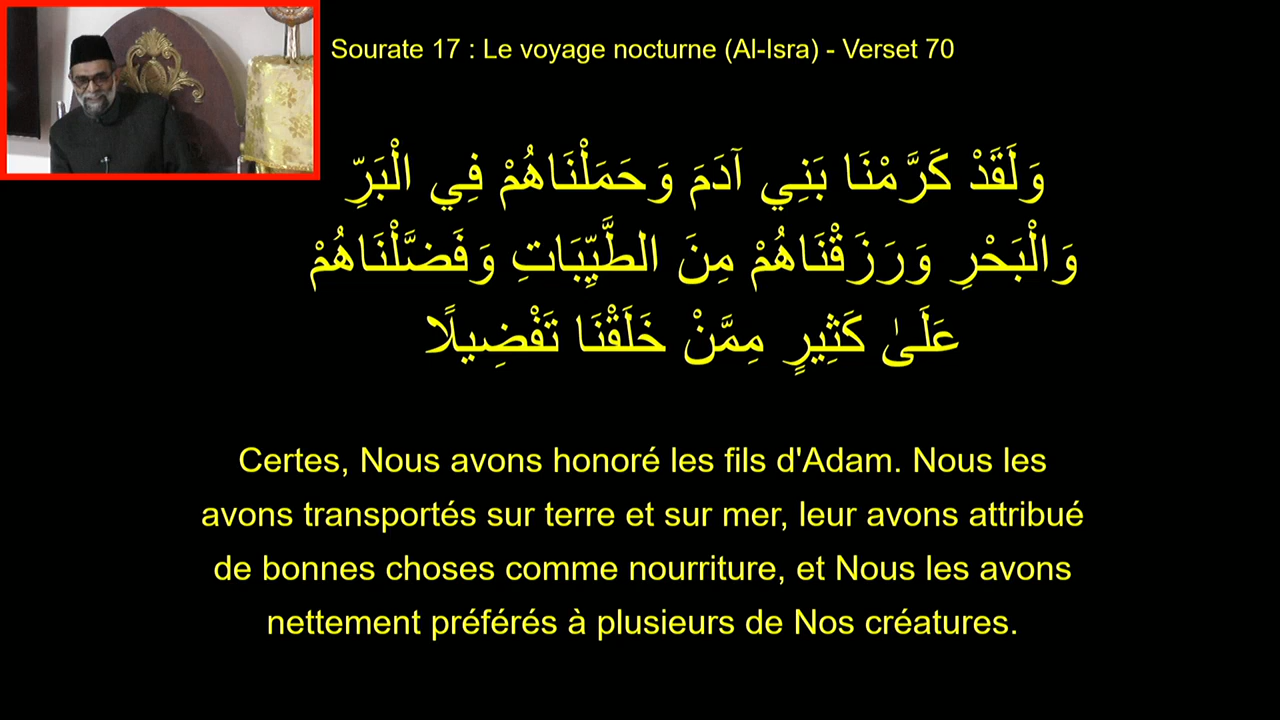 Sourate 17 : Le voyage nocturne (Al-Isra) - Verset 70
وَلَقَدْ كَرَّمْنَا بَنِي آدَمَ وَحَمَلْنَاهُمْ فِي الْبَرِّ
وَالْبَحْرِ وَرَزَقْنَاهُمْ مِنَ الطَّيِّبَاتِ وَفَضَّلْنَاهُمْ
عَلَىٰ كَثِيرٍ مِمَّنْ خَلَقْنَا تَفْضِيلًا
Certes, Nous avons honoré les fils d'Adam. Nous les
avons transportés sur terre et sur mer, leur avons attribué
de bonnes choses comme nourriture, et Nous les avons
nettement préférés à plusieurs de Nos créatures.